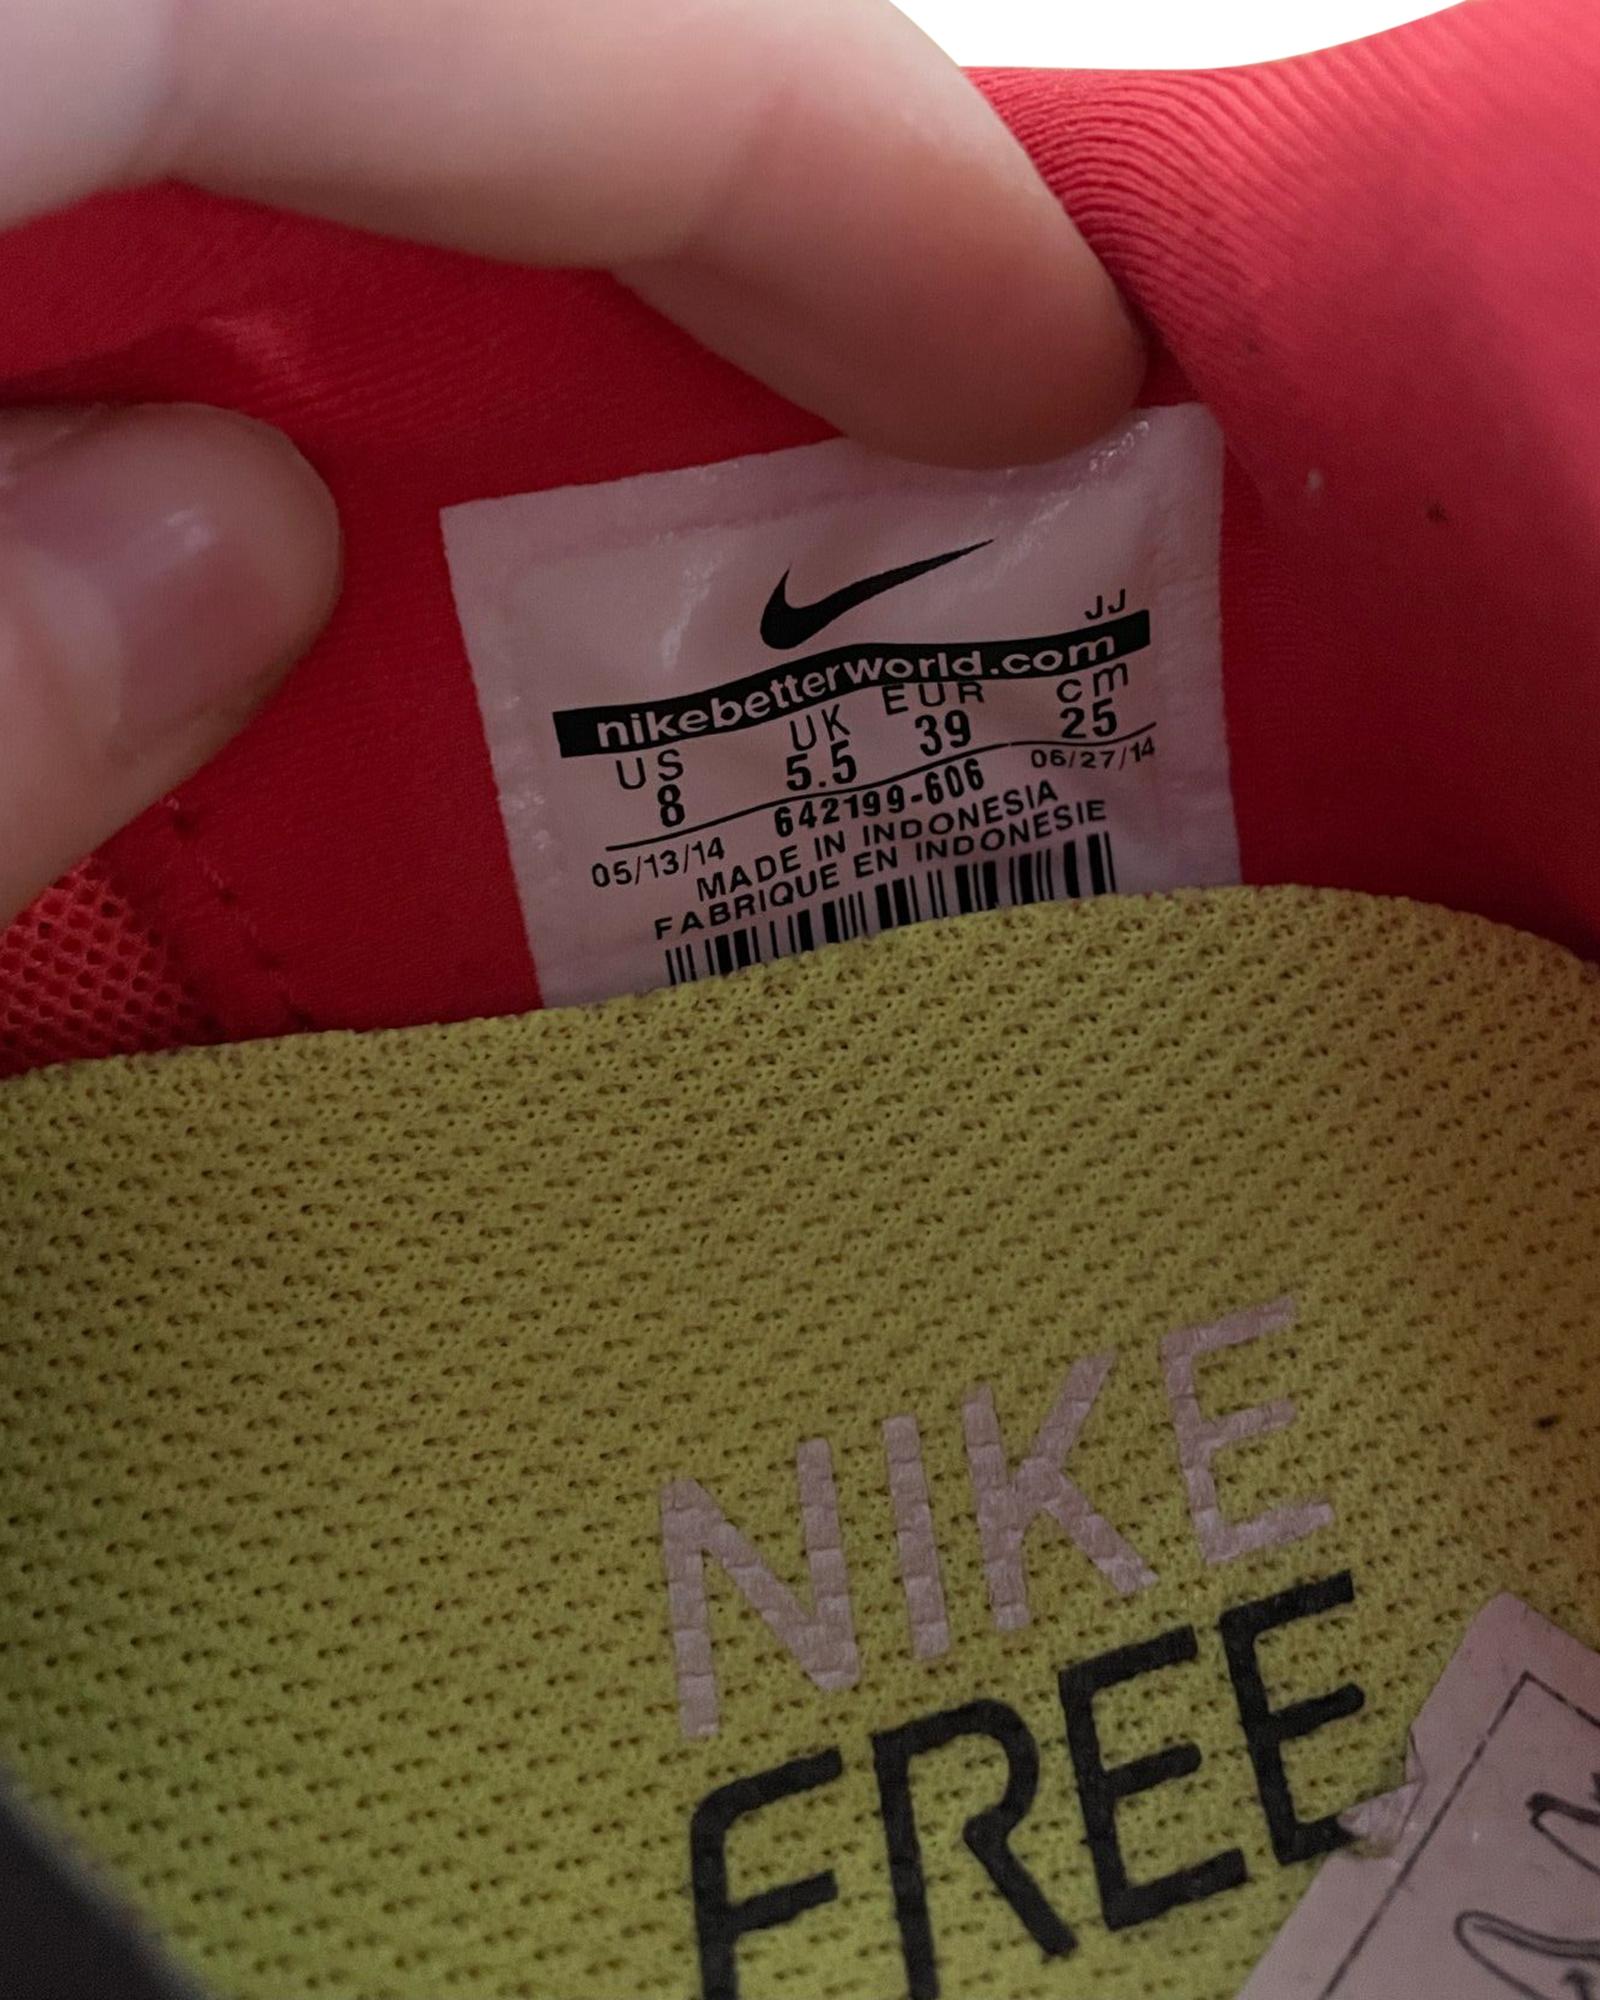 JJ
nikebetterworld.com
US UK EUR cm
8 5.5 39 25
05/13/14 642199-606 06/27/14
MADE IN INDONESIA
FABRIQUE EN INDONESIE
NIKE
FREE